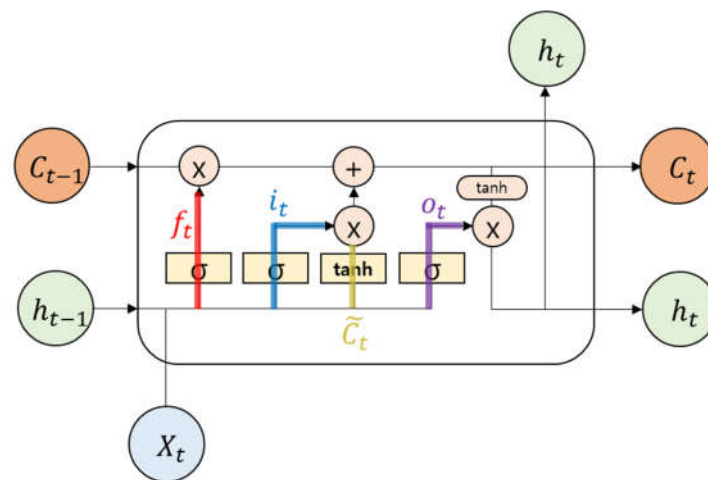 h_t
C_{t-1}
x
+
C_t
tanh
i_t
f_t
x
o_t
x
σ
σ
tanh
σ
h_{t-1}
h_t
C̃_t
X_t